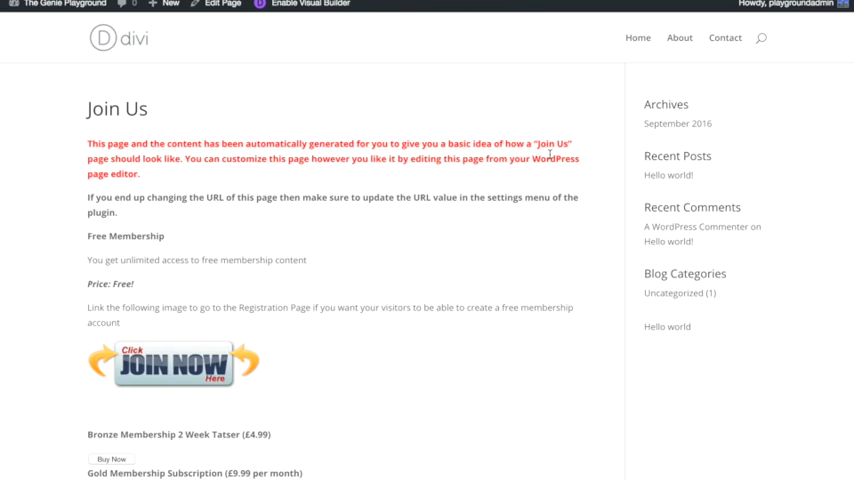 The Genie Playground 0 New Edit Page D Enable Visual Builder Howdy, playgroundadmin
D divi
Home About Contact
Join Us
This page and the content has been automatically generated for you to give you a basic idea of how a "Join Us"
page should look like. You can customize this page however you like it by editing this page from your WordPress
page editor.
If you end up changing the URL of this page then make sure to update the URL value in the settings menu of the
plugin.
Free Membership
You get unlimited access to free membership content
Price: Free!
Link the following image to go to the Registration Page if you want your visitors to be able to create a free membership
account
Click
JOIN NOW
Here
Bronze Membership 2 Week Tatser (£4.99)
Buy Now
Gold Membership Subscription (£9.99 per month)
Archives
September 2016
Recent Posts
Hello world!
Recent Comments
A WordPress Commenter on
Hello world!
Blog Categories
Uncategorized (1)
Hello world